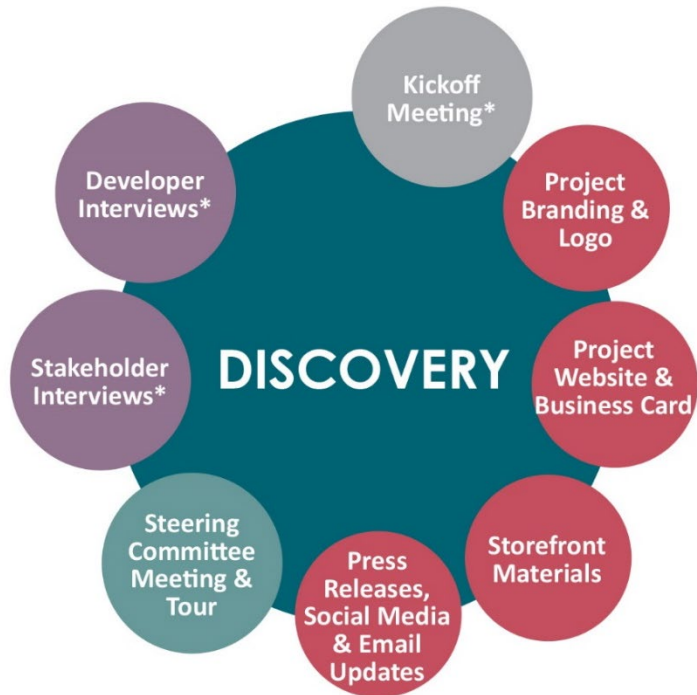 Kickoff
Meeting*
Project
Branding &
Logo
Project
Website &
Business Card
Storefront
Materials
Press
Releases,
Social Media
& Email
Updates
Steering
Committee
Meeting &
Tour
Stakeholder
Interviews*
Developer
Interviews*
DISCOVERY